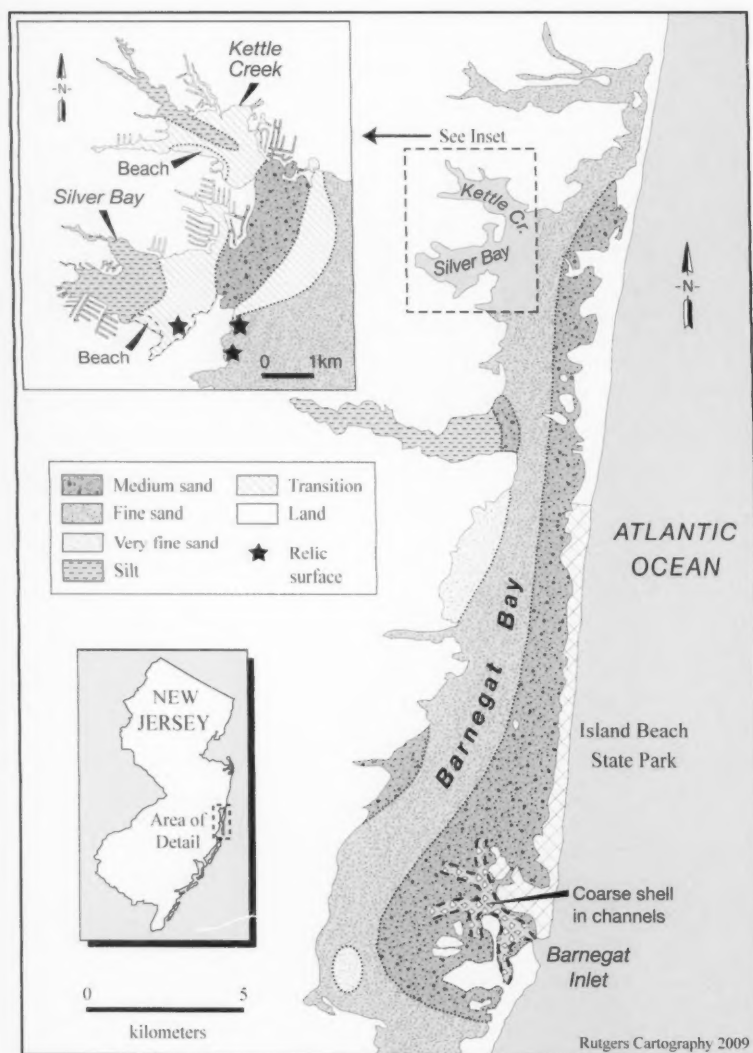 Kettle
Creek
-N-
Beach
Silver Bay
Beach
0 1km
See Inset
Kettle Cr.
Silver Bay
-N-
Medium sand
Fine sand
Very fine sand
Silt
Transition
Land
Relic
surface
ATLANTIC
OCEAN
Barnegat Bay
NEW
JERSEY
Area of
Detail
Island Beach
State Park
Coarse shell
in channels
Barnegat
Inlet
0 5
kilometers
Rutgers Cartography 2009